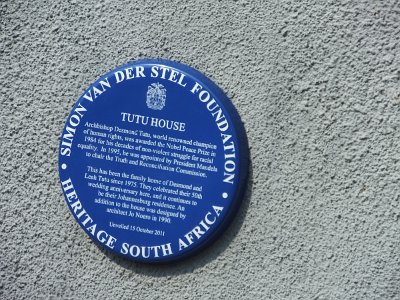 SIMON VAN DER STEL FOUNDATION
TUTU HOUSE
Archbishop Desmond Tutu, world renowned champion
of human rights, was awarded the Nobel Peace Prize in
1984 for his decades of non-violent struggle for racial
equality. In 1995, he was appointed by President Mandela
to chair the Truth and Reconciliation Commission.
This has been the family home of Desmond and
Leah Tutu since 1975. They celebrated their 50th
wedding anniversary here, and it continues to
be their Johannesburg residence. An
addition to the house was designed by
architect Jo Noero in 1990.
Unveiled 15 October 2011
HERITAGE SOUTH AFRICA